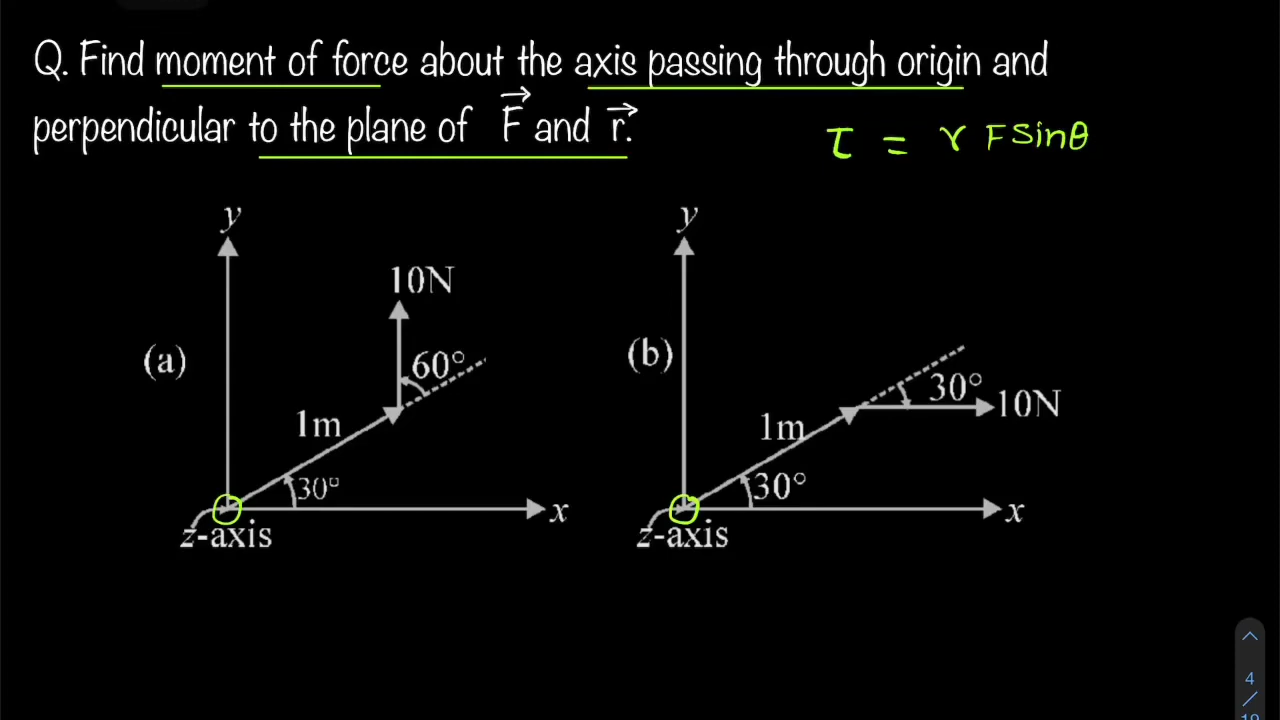 Q. Find moment of force about the axis passing through origin and
perpendicular to the plane of F⃗ and r⃗.
τ = r F sinθ
y
10N
(a)
60°
1m
30°
x
z-axis
y
(b)
30°
10N
1m
30°
x
z-axis
4
/
19